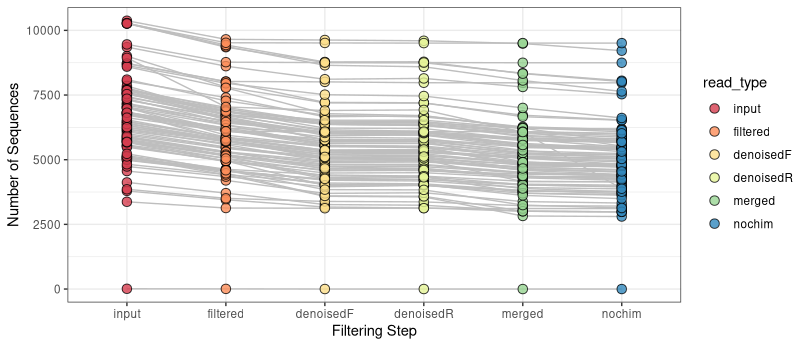 10000
7500
5000
2500
0
Number of Sequences
input filtered denoisedF denoisedR merged nochim
Filtering Step
read_type
input
filtered
denoisedF
denoisedR
merged
nochim